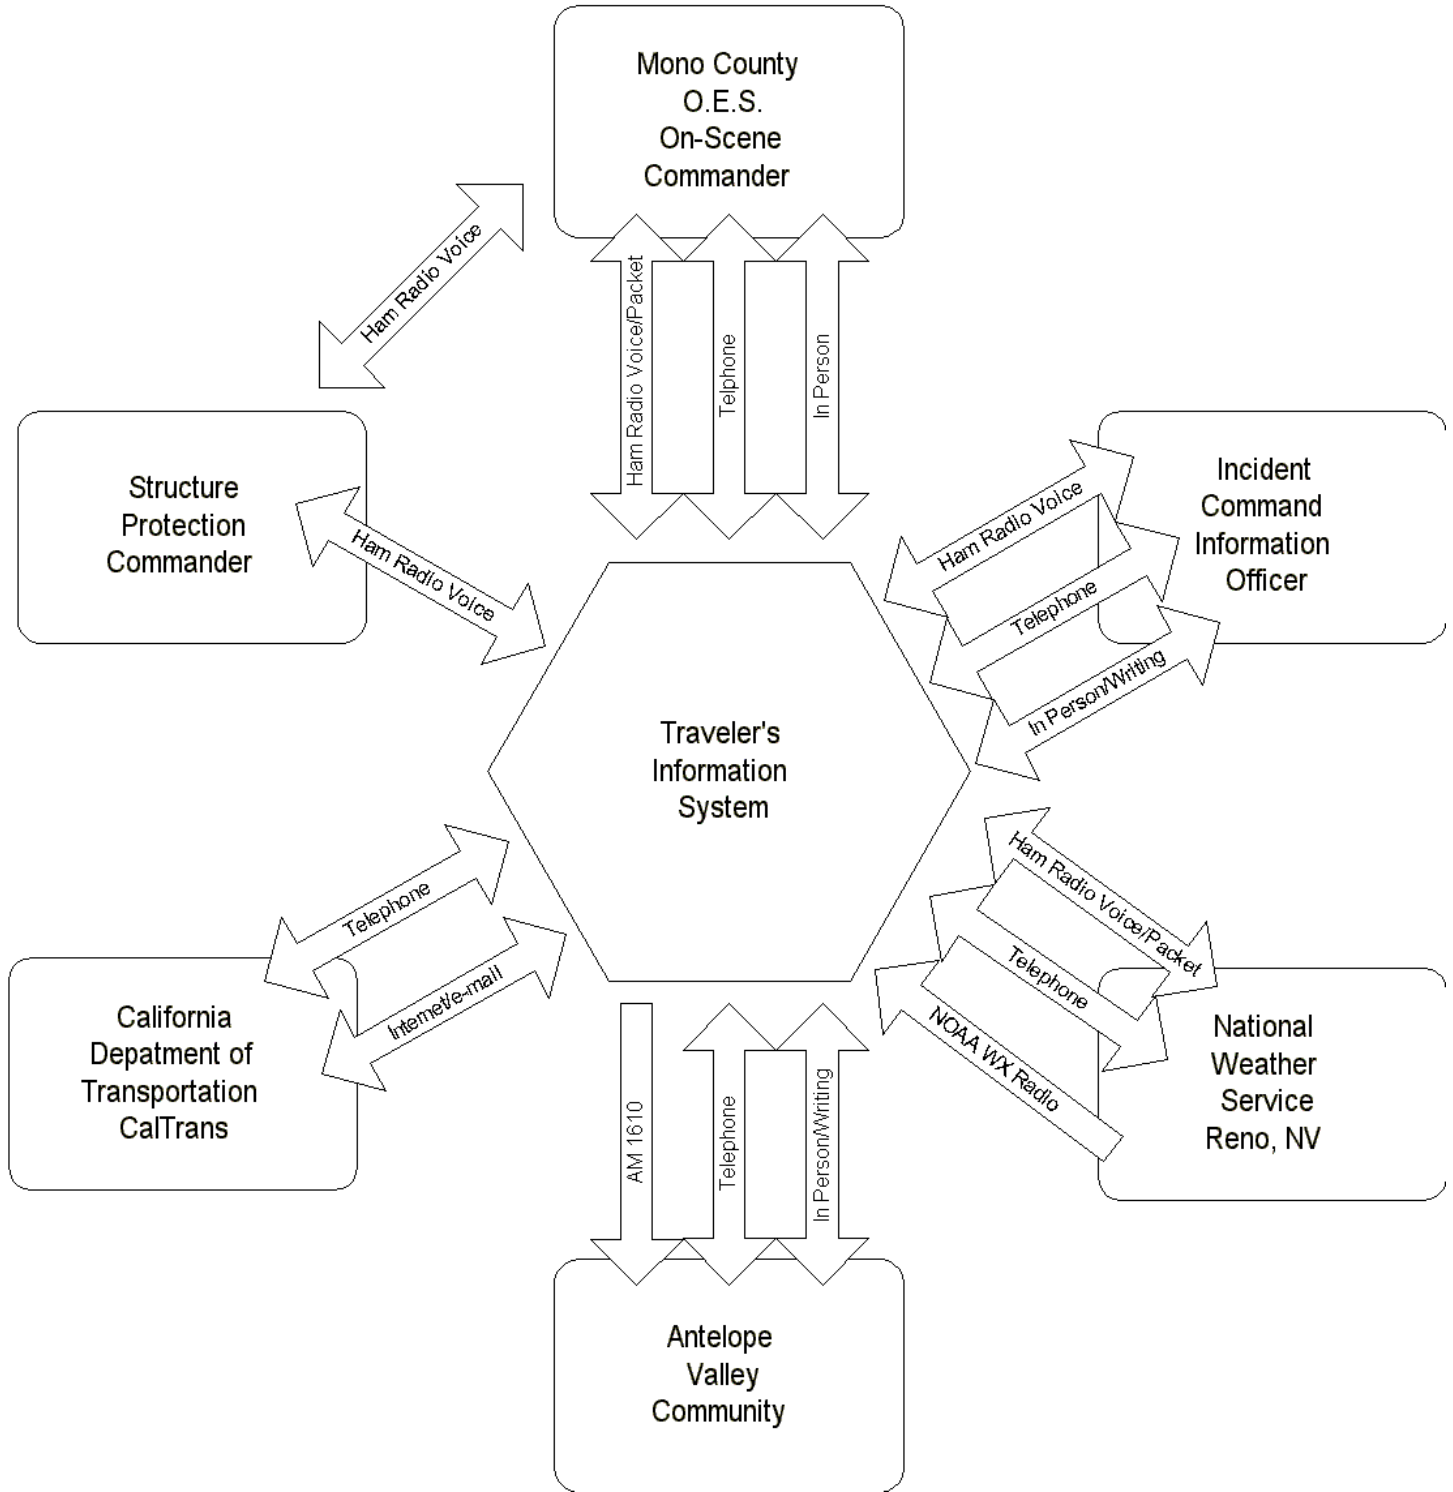 Mono County
O.E.S.
On-Scene
Commander
Ham Radio Voice
Ham Radio Voice/Packet
Telphone
In Person
Structure
Protection
Commander
Ham Radio Voice
Incident
Command
Information
Officer
Ham Radio Voice
Telephone
In Person/Writing
Traveler's
Information
System
Telephone
Internet/e-mail
California
Depatment of
Transportation
CalTrans
Ham Radio Voice/Packet
Telephone
NOAA WX Radio
National
Weather
Service
Reno, NV
AM 1610
Telephone
In Person/Writing
Antelope
Valley
Community